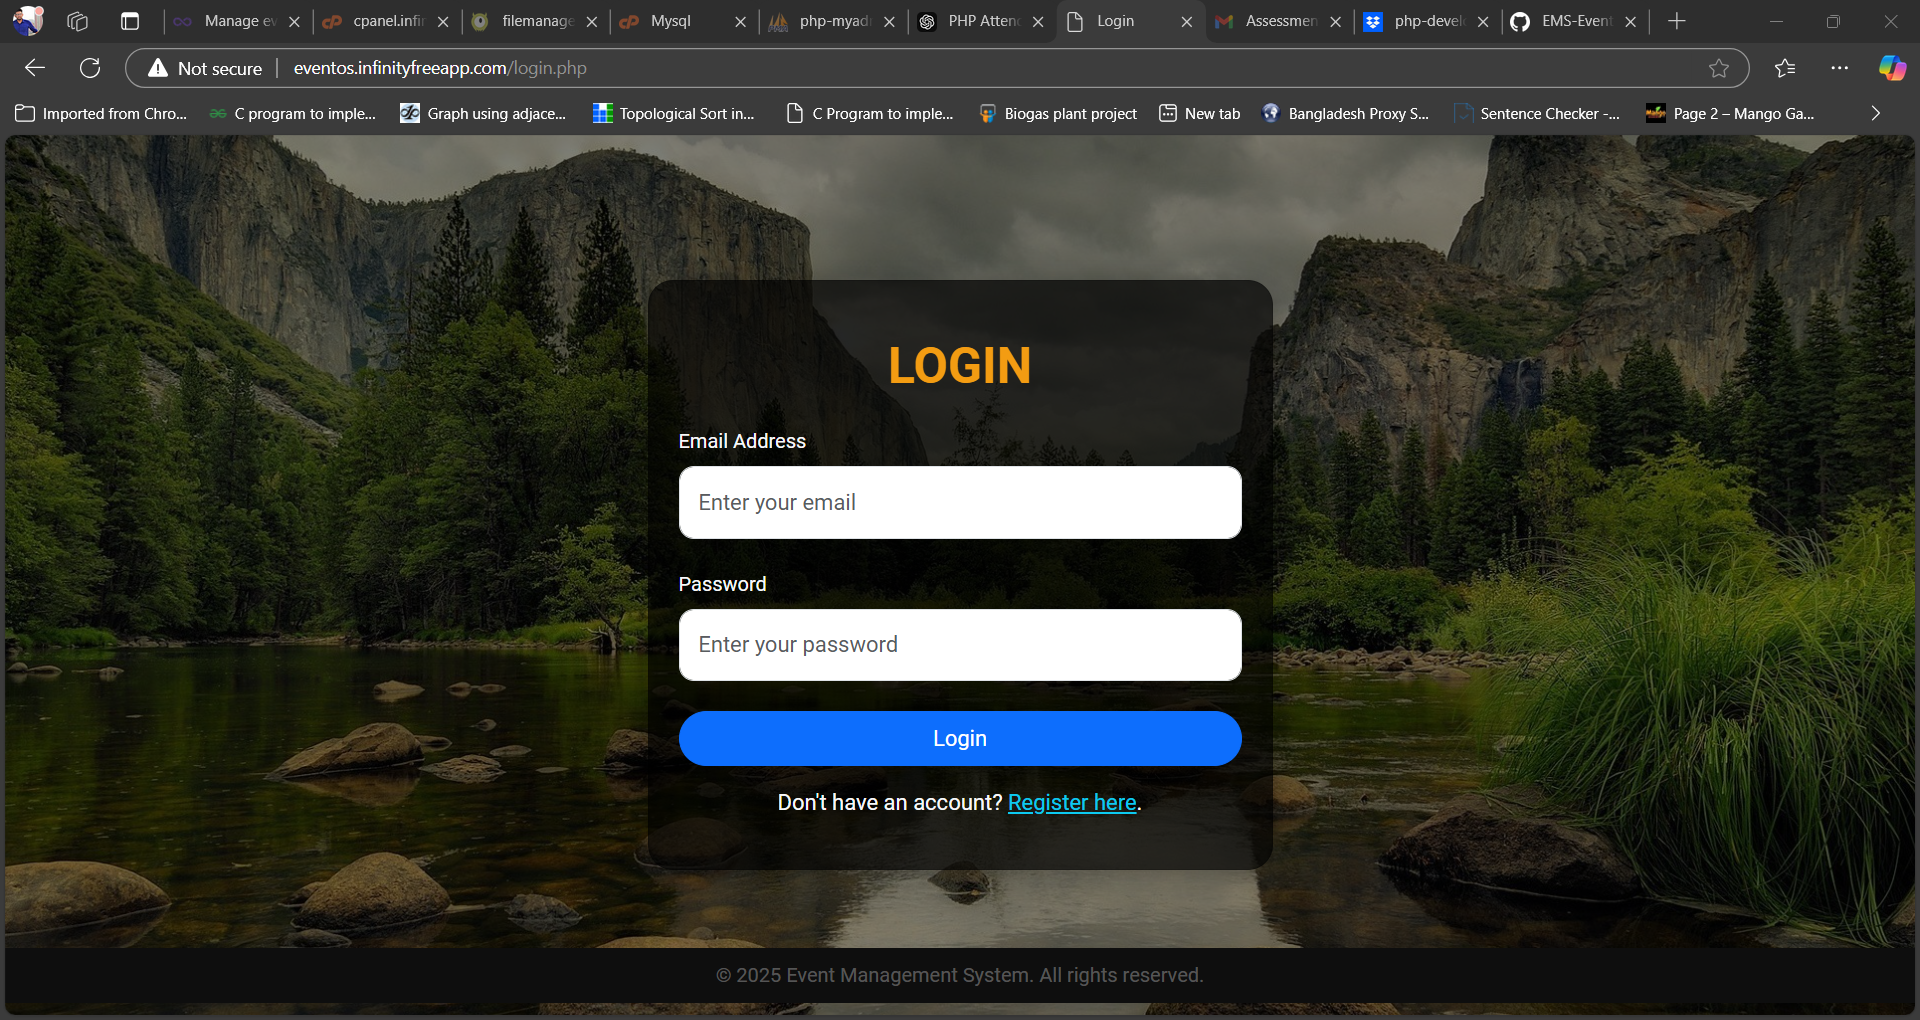 Manage ev
cpanel.infin
filemanage
Mysql
php-myadm
PHP Attend
Login
Assessmen
php-devel
EMS-Event
Not secure
eventos.infinityfreeapp.com/login.php
Imported from Chro...
C program to imple...
Graph using adjace...
Topological Sort in...
C Program to imple...
Biogas plant project
New tab
Bangladesh Proxy S...
Sentence Checker -...
Page 2 – Mango Ga...
LOGIN
Email Address
Enter your email
Password
Enter your password
Login
Don't have an account? Register here.
© 2025 Event Management System. All rights reserved.